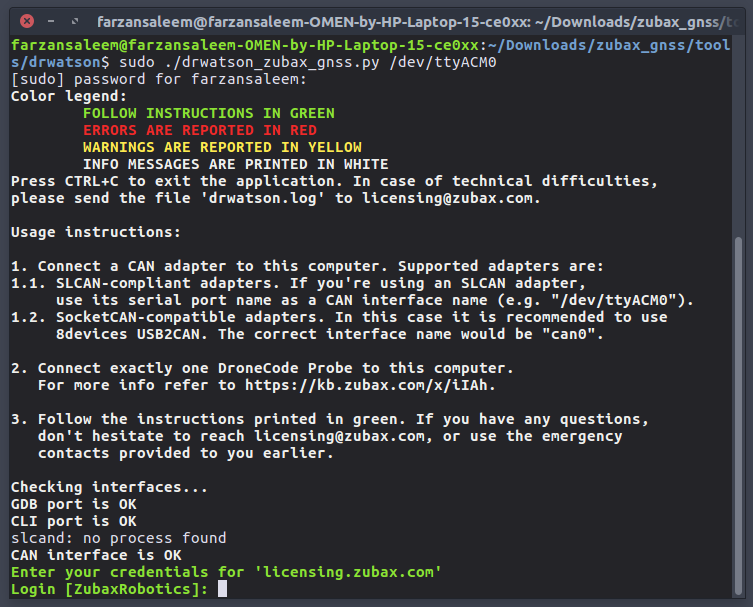 farzansaleem@farzansaleem-OMEN-by-HP-Laptop-15-ce0xx: ~/Downloads/zubax_gnss/to
farzansaleem@farzansaleem-OMEN-by-HP-Laptop-15-ce0xx:~/Downloads/zubax_gnss/tool
s/drwatson$ sudo ./drwatson_zubax_gnss.py /dev/ttyACM0
[sudo] password for farzansaleem:
Color legend:
FOLLOW INSTRUCTIONS IN GREEN
ERRORS ARE REPORTED IN RED
WARNINGS ARE REPORTED IN YELLOW
INFO MESSAGES ARE PRINTED IN WHITE
Press CTRL+C to exit the application. In case of technical difficulties,
please send the file 'drwatson.log' to licensing@zubax.com.
Usage instructions:
1. Connect a CAN adapter to this computer. Supported adapters are:
1.1. SLCAN-compliant adapters. If you're using an SLCAN adapter,
use its serial port name as a CAN interface name (e.g. "/dev/ttyACM0").
1.2. SocketCAN-compatible adapters. In this case it is recommended to use
8devices USB2CAN. The correct interface name would be "can0".
2. Connect exactly one DroneCode Probe to this computer.
For more info refer to https://kb.zubax.com/x/iIAh.
3. Follow the instructions printed in green. If you have any questions,
don't hesitate to reach licensing@zubax.com, or use the emergency
contacts provided to you earlier.
Checking interfaces...
GDB port is OK
CLI port is OK
slcand: no process found
CAN interface is OK
Enter your credentials for 'licensing.zubax.com'
Login [ZubaxRobotics]: